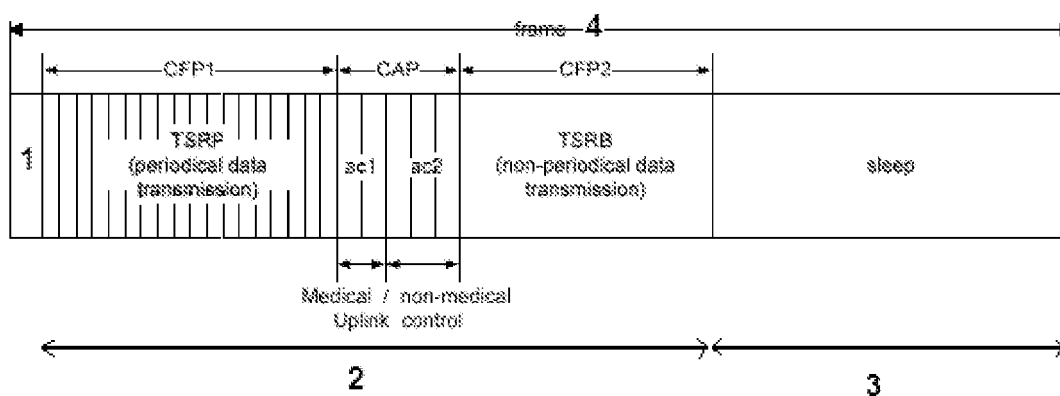 frame 4
CFP1 CAP CFP2
1
TSRP
(periodical data
transmission)
ac1 ac2
TSRB
(non-periodical data
transmission)
sleep
Medical / non-medical
Uplink control
2
3